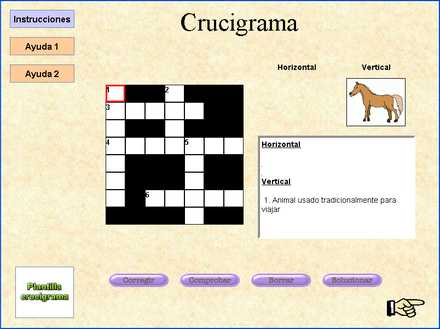 Instrucciones
Crucigrama
Ayuda 1
Ayuda 2
Horizontal Vertical
1 2
3
4 5
6
Horizontal
Vertical
1. Animal usado tradicionalmente para
viajar
Plantilla
crucigrama
Corregir Comprobar Borrar Solucionar